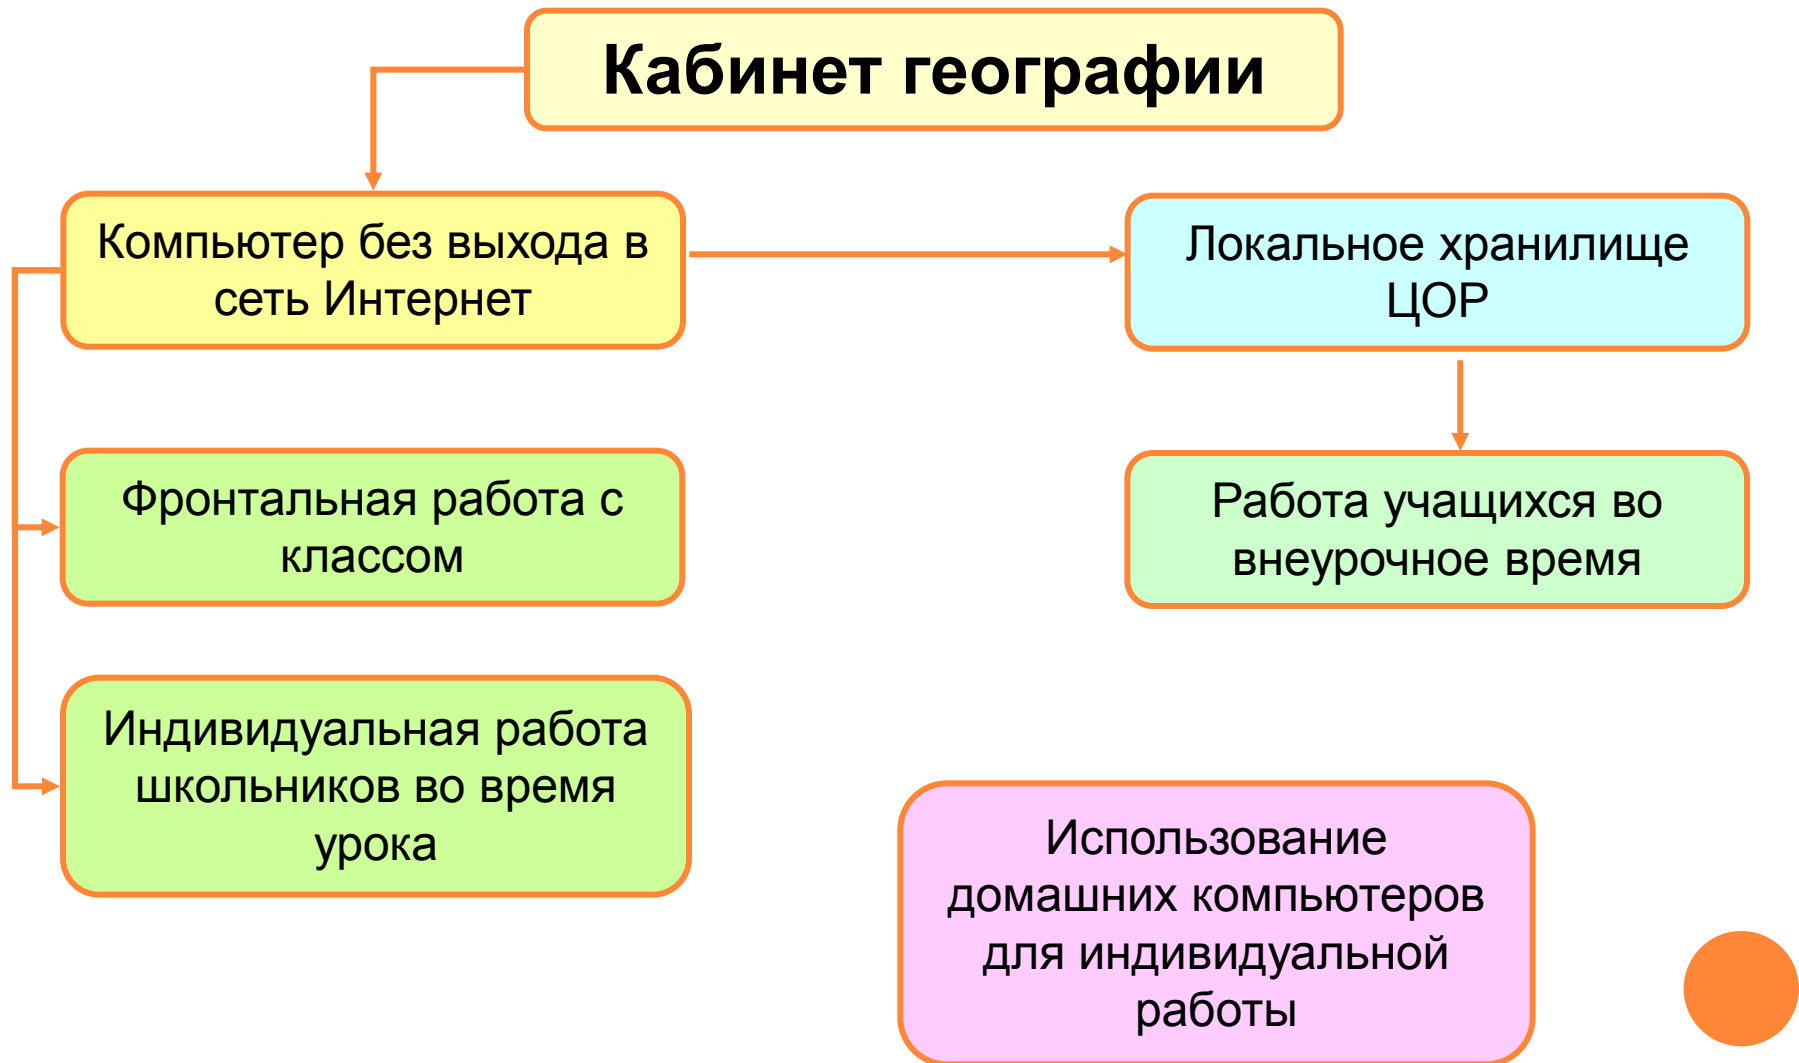 Кабинет географии
Компьютер без выхода в
сеть Интернет
Локальное хранилище
ЦОР
Фронтальная работа с
классом
Работа учащихся во
внеурочное время
Индивидуальная работа
школьников во время
урока
Использование
домашних компьютеров
для индивидуальной
работы